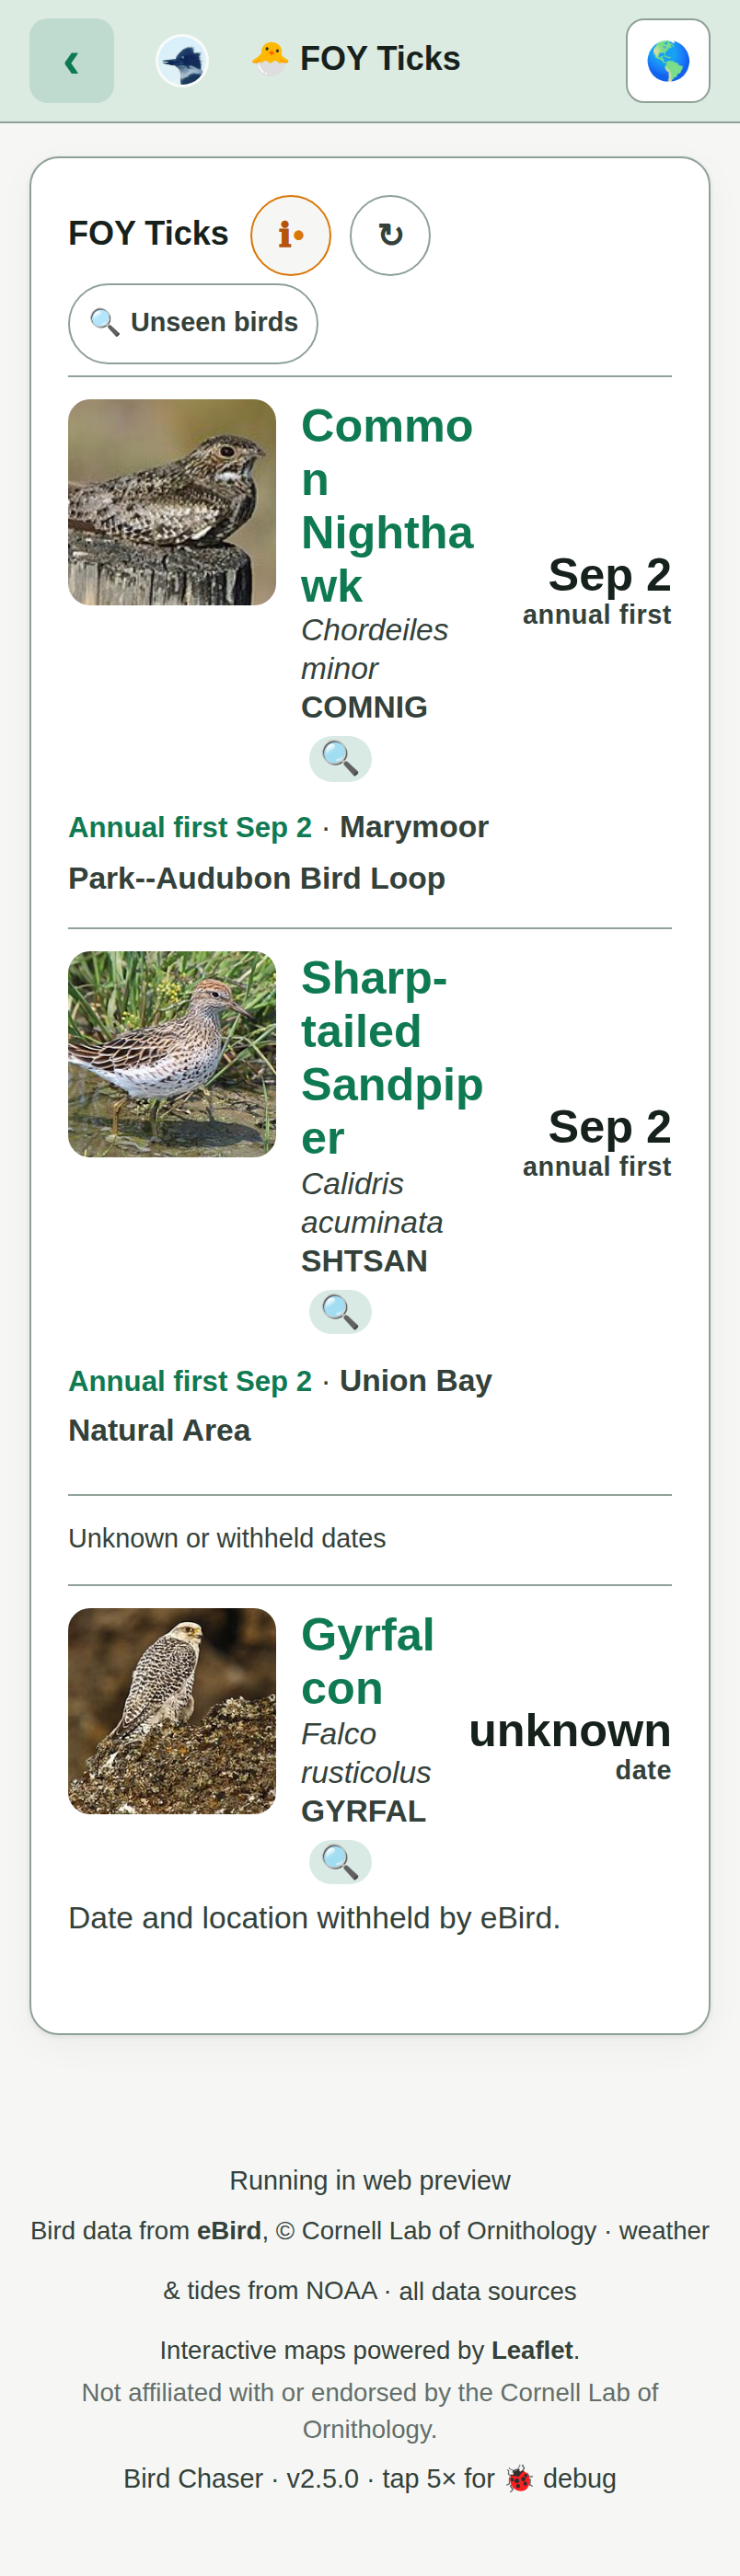 ‹ 🐣 FOY Ticks 🌎
FOY Ticks ℹ• ↻
🔍 Unseen birds
Commo
n
Nightha
wk
Chordeiles
minor
COMNIG
🔍
Sep 2
annual first
Annual first Sep 2 · Marymoor
Park--Audubon Bird Loop
Sharp-
tailed
Sandpip
er
Calidris
acuminata
SHTSAN
🔍
Sep 2
annual first
Annual first Sep 2 · Union Bay
Natural Area
Unknown or withheld dates
Gyrfal
con
Falco
rusticolus
GYRFAL
🔍
unknown
date
Date and location withheld by eBird.
Running in web preview
Bird data from eBird, © Cornell Lab of Ornithology · weather
& tides from NOAA · all data sources
Interactive maps powered by Leaflet.
Not affiliated with or endorsed by the Cornell Lab of
Ornithology.
Bird Chaser · v2.5.0 · tap 5× for 🐞 debug